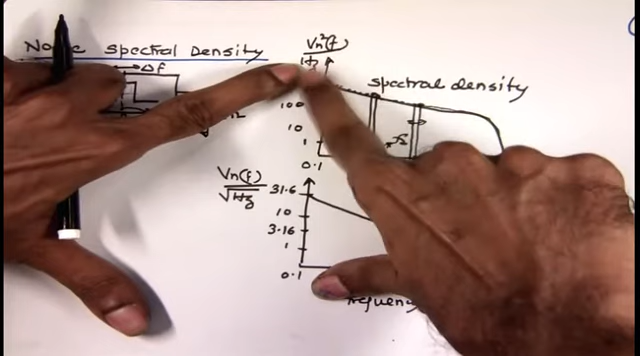 Noise spectral Density
Δf
Vn²(f)
Hz
spectral density
100
10
1
0.1
Vn(f)
√Hz
31.6
10
3.16
1
0.1
frequency